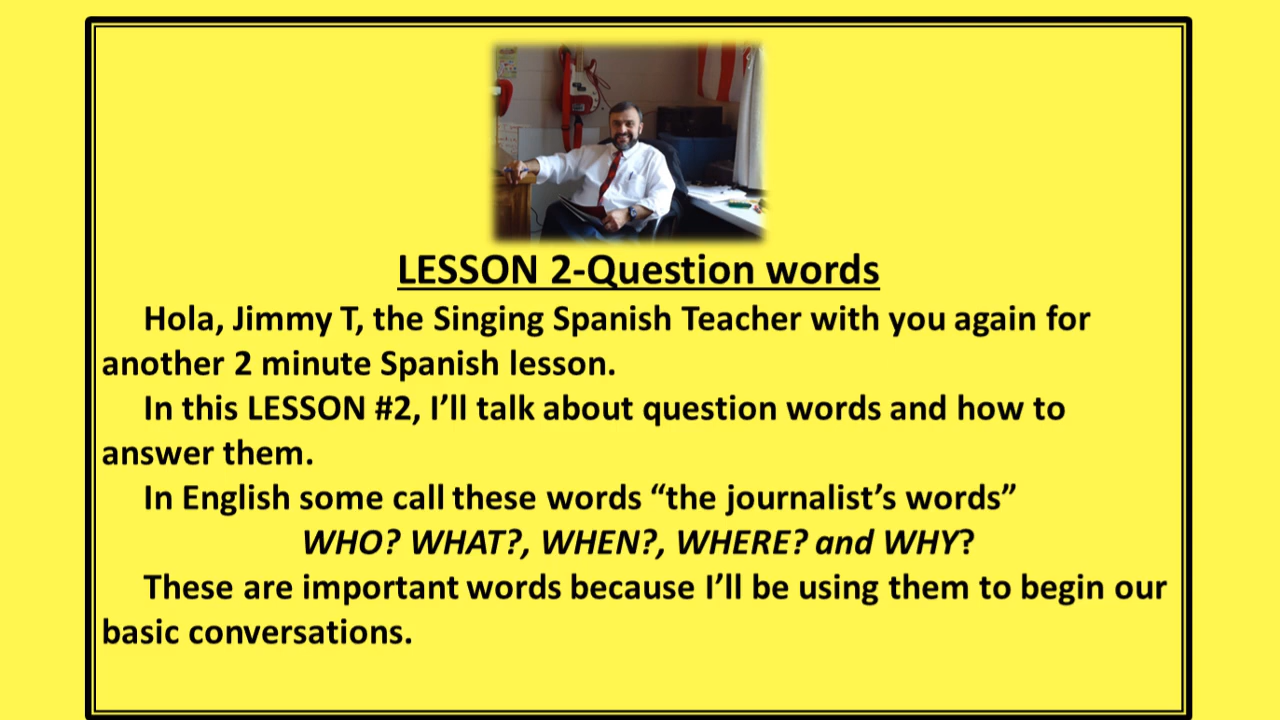 LESSON 2-Question words
Hola, Jimmy T, the Singing Spanish Teacher with you again for
another 2 minute Spanish lesson.
In this LESSON #2, I’ll talk about question words and how to
answer them.
In English some call these words “the journalist’s words”
WHO? WHAT?, WHEN?, WHERE? and WHY?
These are important words because I’ll be using them to begin our
basic conversations.